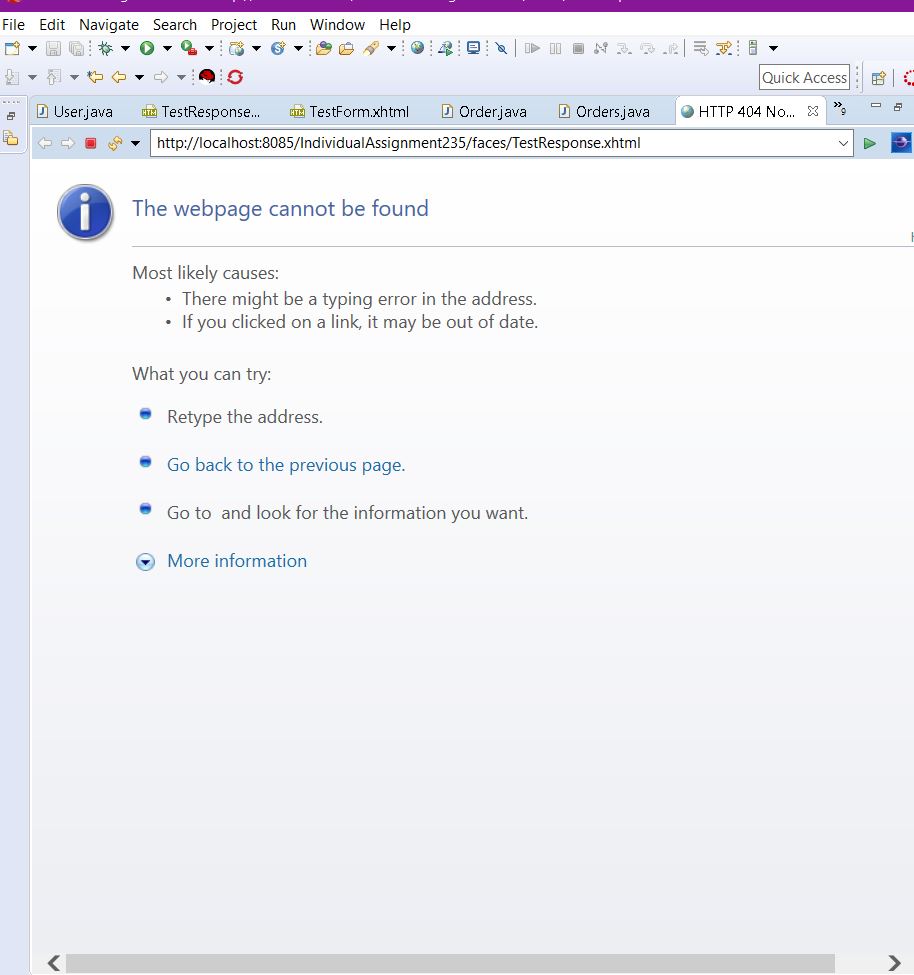 File Edit Navigate Search Project Run Window Help
Quick Access
User.java TestResponse... TestForm.xhtml Order.java Orders.java HTTP 404 No... 9
http://localhost:8085/IndividualAssignment235/faces/TestResponse.xhtml
The webpage cannot be found
Most likely causes:
• There might be a typing error in the address.
• If you clicked on a link, it may be out of date.
What you can try:
Retype the address.
Go back to the previous page.
Go to and look for the information you want.
More information